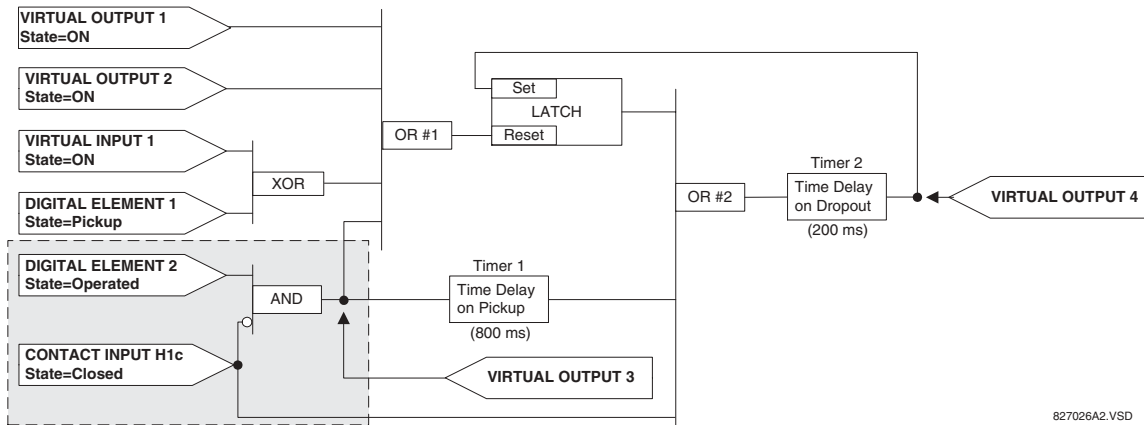 VIRTUAL OUTPUT 1
State=ON
VIRTUAL OUTPUT 2
State=ON
VIRTUAL INPUT 1
State=ON
DIGITAL ELEMENT 1
State=Pickup
DIGITAL ELEMENT 2
State=Operated
CONTACT INPUT H1c
State=Closed
XOR
AND
OR #1
Set
LATCH
Reset
Timer 1
Time Delay
on Pickup
(800 ms)
VIRTUAL OUTPUT 3
OR #2
Timer 2
Time Delay
on Dropout
(200 ms)
VIRTUAL OUTPUT 4
827026A2.VSD